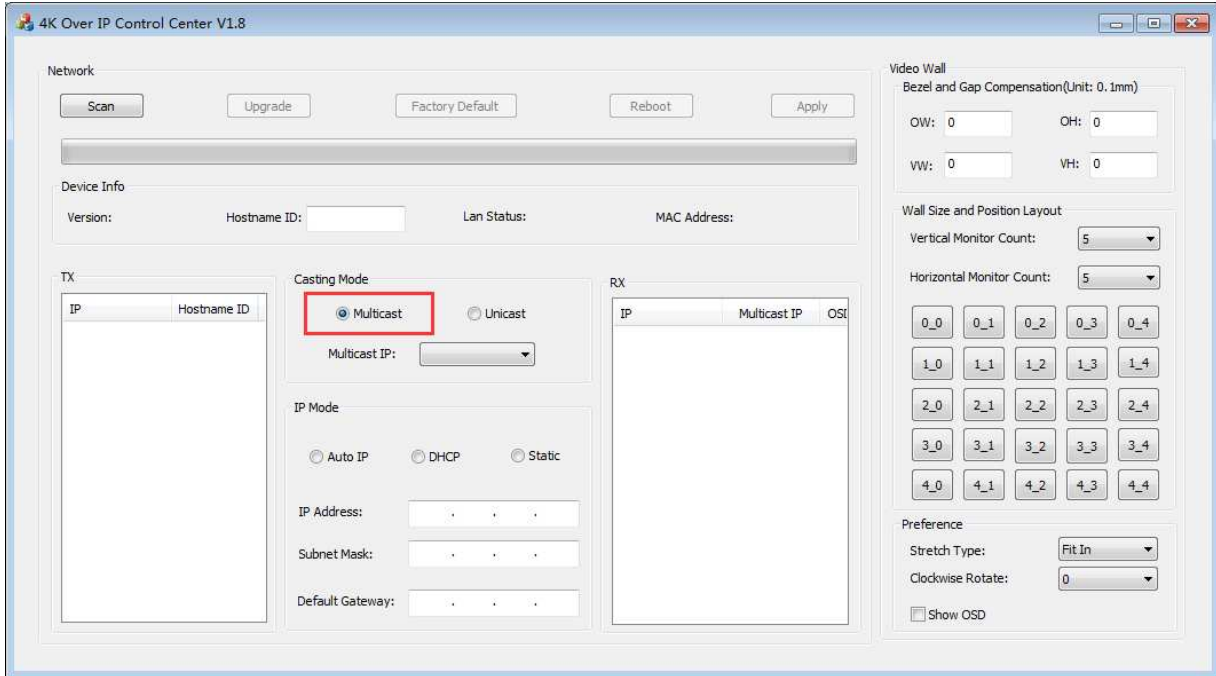 4K Over IP Control Center V1.8
Network
Scan Upgrade Factory Default Reboot Apply
Device Info
Version: Hostname ID: Lan Status: MAC Address:
TX
IP Hostname ID
Casting Mode
Multicast Unicast
Multicast IP:
IP Mode
Auto IP DHCP Static
IP Address: . . .
Subnet Mask: . . .
Default Gateway: . . .
RX
IP Multicast IP OSD
Video Wall
Bezel and Gap Compensation(Unit: 0.1mm)
OW: 0 OH: 0
VW: 0 VH: 0
Wall Size and Position Layout
Vertical Monitor Count: 5
Horizontal Monitor Count: 5
0_0 0_1 0_2 0_3 0_4
1_0 1_1 1_2 1_3 1_4
2_0 2_1 2_2 2_3 2_4
3_0 3_1 3_2 3_3 3_4
4_0 4_1 4_2 4_3 4_4
Preference
Stretch Type: Fit In
Clockwise Rotate: 0
Show OSD